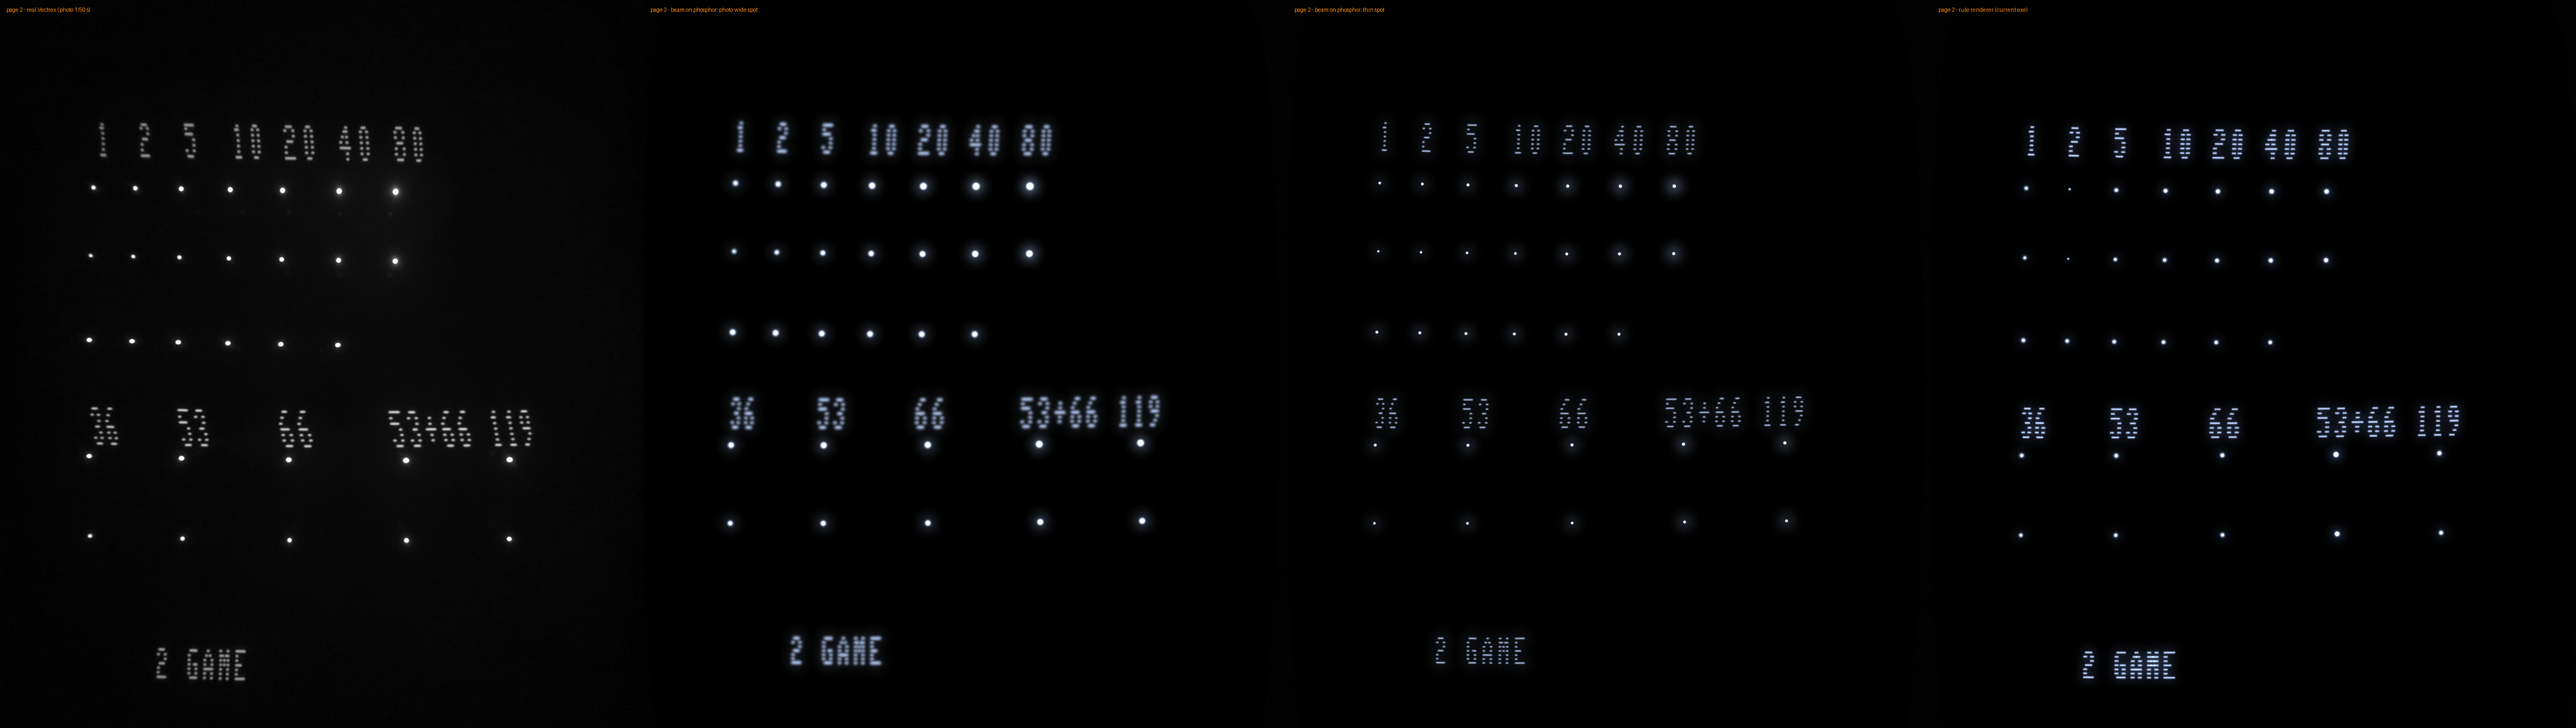 page 2 - real Vectrex (photo 1/50 s)
1 2 5 10 20 40 80
36 53 66 53+66 119
2 GAME
page 2 - beam on phosphor: photo-wide spot
1 2 5 10 20 40 80
36 53 66 53+66 119
2 GAME
page 2 - beam on phosphor: thin spot
1 2 5 10 20 40 80
36 53 66 53+66 119
2 GAME
page 2 - rule renderer (current exe)
1 2 5 10 20 40 80
36 53 66 53+66 119
2 GAME